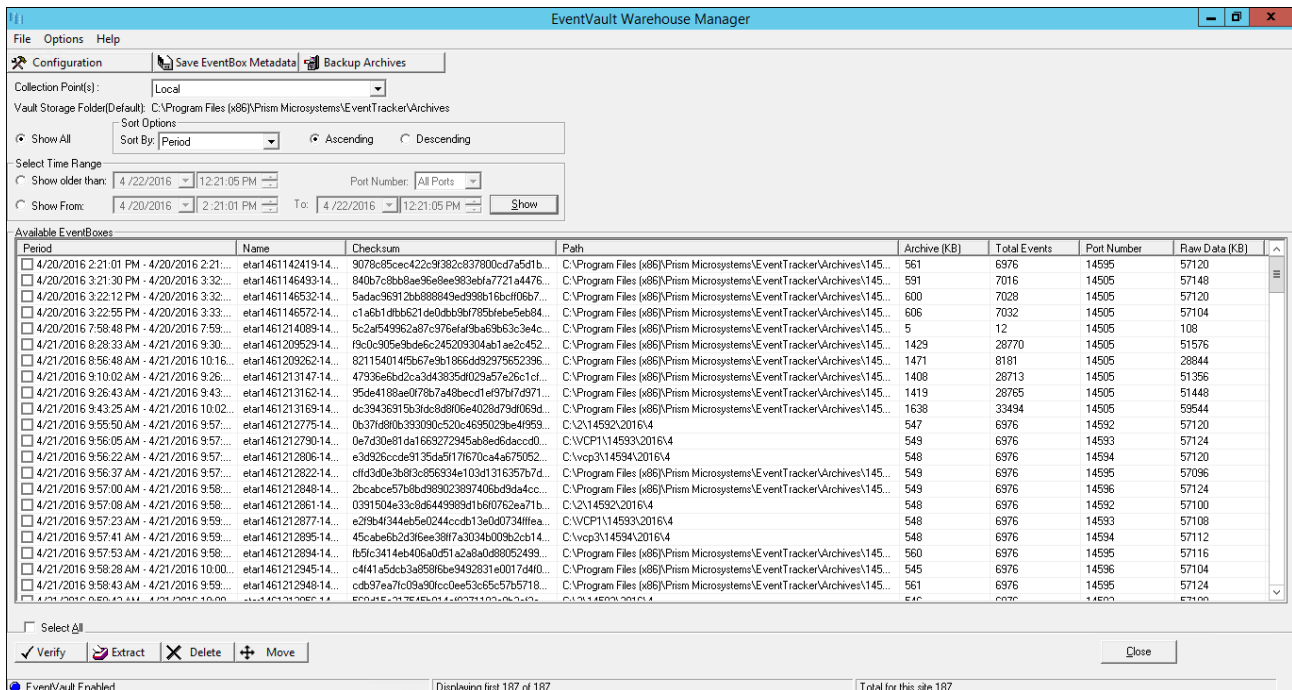 EventVault Warehouse Manager
File Options Help
Configuration Save EventBox Metadata Backup Archives
Collection Point(s) : Local
Vault Storage Folder(Default): C:\Program Files (x86)\Prism Microsystems\EventTracker\Archives
Sort Options
Show All Sort By: Period Ascending Descending
Select Time Range
Show older than: 4 /22/2016 12:21:05 PM Port Number: All Ports
Show From: 4 /20/2016 2 :21:01 PM To: 4 /22/2016 12:21:05 PM Show
Available EventBoxes
Period Name Checksum Path Archive (KB) Total Events Port Number Raw Data (KB)
4/20/2016 2:21:01 PM - 4/20/2016 2:21:... etar1461142419-14... 9078c85cec422c9f382c837800cd7a5d1b... C:\Program Files (x86)\Prism Microsystems\EventTracker\Archives\145... 561 6976 14595 57120
4/20/2016 3:21:30 PM - 4/20/2016 3:32:... etar1461146493-14... 840b7c8bb8ae96e8ee983ebfa7721a4476... C:\Program Files (x86)\Prism Microsystems\EventTracker\Archives\145... 591 7016 14505 57148
4/20/2016 3:22:12 PM - 4/20/2016 3:32:... etar1461146532-14... 5adac96912bb888849ed998b16bcff06b7... C:\Program Files (x86)\Prism Microsystems\EventTracker\Archives\145... 600 7028 14505 57120
4/20/2016 3:22:55 PM - 4/20/2016 3:33:... etar1461146572-14... c1a6b1dfbb621de0dbb9bf785bfebe5eb84... C:\Program Files (x86)\Prism Microsystems\EventTracker\Archives\145... 606 7032 14505 57104
4/20/2016 7:58:48 PM - 4/20/2016 7:59:... etar1461214089-14... 5c2af549962a87c976efaf9ba69b63c3e4c... C:\Program Files (x86)\Prism Microsystems\EventTracker\Archives\145... 5 12 14505 108
4/21/2016 8:28:33 AM - 4/21/2016 9:30:... etar1461209529-14... f9c0c905e9bde6c245209304ab1ae2c452... C:\Program Files (x86)\Prism Microsystems\EventTracker\Archives\145... 1429 28770 14505 51576
4/21/2016 8:56:48 AM - 4/21/2016 10:16... etar1461209262-14... 821154014f5b67e9b1866dd92975652396... C:\Program Files (x86)\Prism Microsystems\EventTracker\Archives\145... 1471 8181 14505 28844
4/21/2016 9:10:02 AM - 4/21/2016 9:26:... etar1461213147-14... 47936e6bd2ca3d43835df029a57e26c1cf... C:\Program Files (x86)\Prism Microsystems\EventTracker\Archives\145... 1408 28713 14505 51356
4/21/2016 9:26:43 AM - 4/21/2016 9:43:... etar1461213162-14... 95de4188ae0f78b7a48becd1ef97bf7d971... C:\Program Files (x86)\Prism Microsystems\EventTracker\Archives\145... 1419 28765 14505 51448
4/21/2016 9:43:25 AM - 4/21/2016 10:02... etar1461213169-14... dc39436915b3fdc8d8f06e4028d79df069d... C:\Program Files (x86)\Prism Microsystems\EventTracker\Archives\145... 1638 33494 14505 59544
4/21/2016 9:55:50 AM - 4/21/2016 9:57:... etar1461212775-14... 0b37fd8f0b393090c520c4695029be4f959... C:\2\14592\2016\4 547 6976 14592 57120
4/21/2016 9:56:05 AM - 4/21/2016 9:57:... etar1461212790-14... 0e7d30e81da1669272945ab8ed6daccd0... C:\VCP1\14593\2016\4 549 6976 14593 57124
4/21/2016 9:56:22 AM - 4/21/2016 9:57:... etar1461212806-14... e3d926ccde9135da5f17f670ca4a675052... C:\vcp3\14594\2016\4 548 6976 14594 57120
4/21/2016 9:56:37 AM - 4/21/2016 9:57:... etar1461212822-14... cffd3d0e3b8f3c856934e103d1316357b7d... C:\Program Files (x86)\Prism Microsystems\EventTracker\Archives\145... 549 6976 14595 57096
4/21/2016 9:57:00 AM - 4/21/2016 9:58:... etar1461212848-14... 2bcabce57b8bd989023897406bd9da4cc... C:\Program Files (x86)\Prism Microsystems\EventTracker\Archives\145... 549 6976 14596 57124
4/21/2016 9:57:08 AM - 4/21/2016 9:58:... etar1461212861-14... 0391504e33c8d6449989d1b6f0762ea71b... C:\2\14592\2016\4 548 6976 14592 57100
4/21/2016 9:57:23 AM - 4/21/2016 9:59:... etar1461212877-14... e2f9b4f344eb5e0244ccdb13e0d0734fffea... C:\VCP1\14593\2016\4 548 6976 14593 57108
4/21/2016 9:57:41 AM - 4/21/2016 9:59:... etar1461212895-14... 45cabe6b2d3f6ee38ff7a3034b009b2cb14... C:\vcp3\14594\2016\4 548 6976 14594 57112
4/21/2016 9:57:53 AM - 4/21/2016 9:58:... etar1461212894-14... fb5fc3414eb406a0d51a2a8a0d88052499... C:\Program Files (x86)\Prism Microsystems\EventTracker\Archives\145... 560 6976 14595 57116
4/21/2016 9:58:28 AM - 4/21/2016 10:00... etar1461212945-14... c4f41a5dcb3a858f6be9492831e0017d4f0... C:\Program Files (x86)\Prism Microsystems\EventTracker\Archives\145... 545 6976 14596 57104
4/21/2016 9:58:43 AM - 4/21/2016 9:59:... etar1461212948-14... cdb97ea7fc09a90fcc0ee53c65c57b5718... C:\Program Files (x86)\Prism Microsystems\EventTracker\Archives\145... 561 6976 14595 57124
Select All
Verify Extract Delete Move Close
EventVault Enabled Displaying first 187 of 187 Total for this site 187